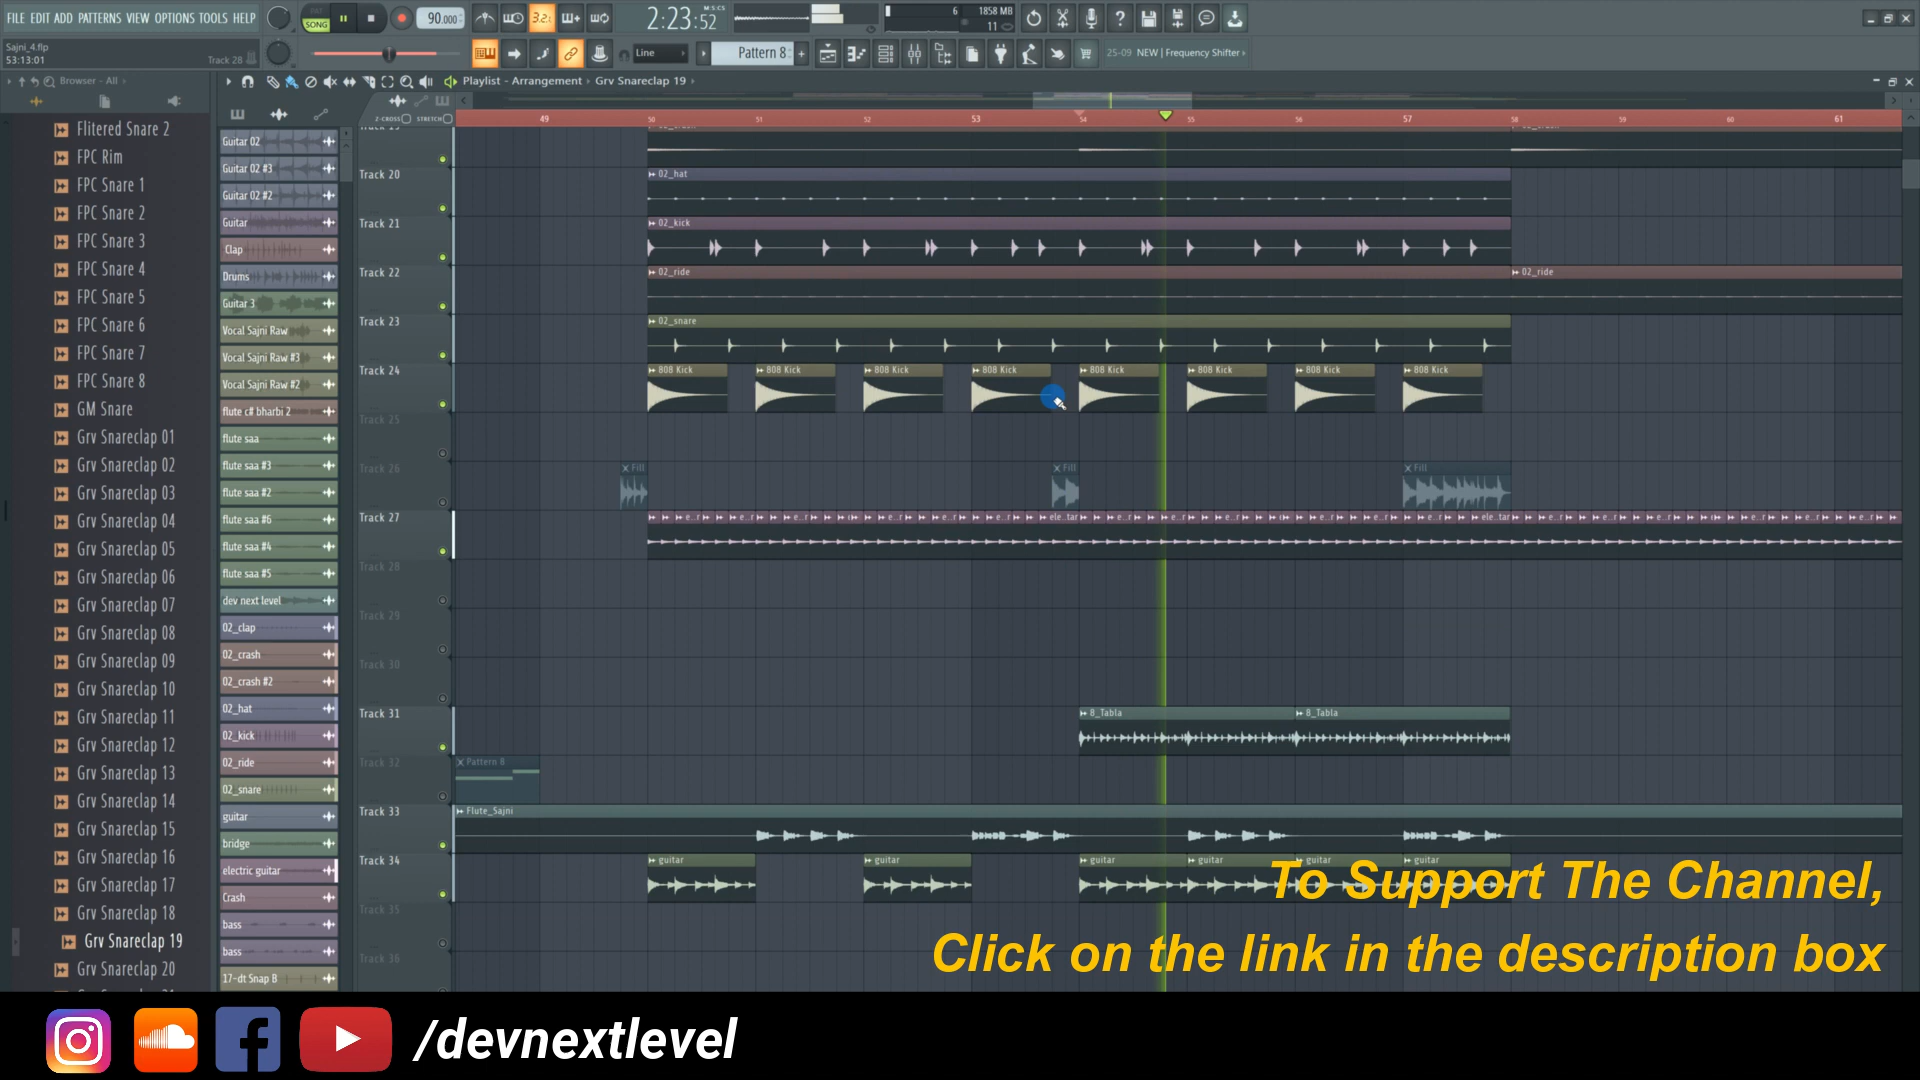 FILE EDIT ADD PATTERNS VIEW OPTIONS TOOLS HELP
PAT
SONG
90.000
3.2.1
2:23:52
M:S:CS
6
1858 MB
11
Sajni_4.flp
53:13:01
Track 28
Line
Pattern 8
25-09 NEW | Frequency Shifter
Browser - All
Playlist - Arrangement › Grv Snareclap 19
Z-CROSS
STRETCH
49 50 51 52 53 54 55 56 57 58 59 60 61
Flitered Snare 2
FPC Rim
FPC Snare 1
FPC Snare 2
FPC Snare 3
FPC Snare 4
FPC Snare 5
FPC Snare 6
FPC Snare 7
FPC Snare 8
GM Snare
Grv Snareclap 01
Grv Snareclap 02
Grv Snareclap 03
Grv Snareclap 04
Grv Snareclap 05
Grv Snareclap 06
Grv Snareclap 07
Grv Snareclap 08
Grv Snareclap 09
Grv Snareclap 10
Grv Snareclap 11
Grv Snareclap 12
Grv Snareclap 13
Grv Snareclap 14
Grv Snareclap 15
Grv Snareclap 16
Grv Snareclap 17
Grv Snareclap 18
Grv Snareclap 19
Grv Snareclap 20
Guitar 02
Guitar 02 #3
Guitar 02 #2
Guitar
Clap
Drums
Guitar 3
Vocal Sajni Raw
Vocal Sajni Raw #3
Vocal Sajni Raw #2
flute c# bharbi 2
flute saa
flute saa #3
flute saa #2
flute saa #6
flute saa #4
flute saa #5
dev next level
02_clap
02_crash
02_crash #2
02_hat
02_kick
02_ride
02_snare
guitar
bridge
electric guitar
Crash
bass
bass
17-dt Snap B
Track 20
02_hat
Track 21
02_kick
Track 22
02_ride
02_ride
Track 23
02_snare
Track 24
808 Kick 808 Kick 808 Kick 808 Kick 808 Kick 808 Kick 808 Kick 808 Kick
Track 25
Track 26
Fill Fill Fill
Track 27
Track 28
Track 29
Track 30
Track 31
8_Tabla 8_Tabla
Track 32
Pattern 8
Track 33
Flute_Sajni
Track 34
guitar guitar guitar guitar guitar guitar
Track 35
Track 36
To Support The Channel,
Click on the link in the description box
/devnextlevel